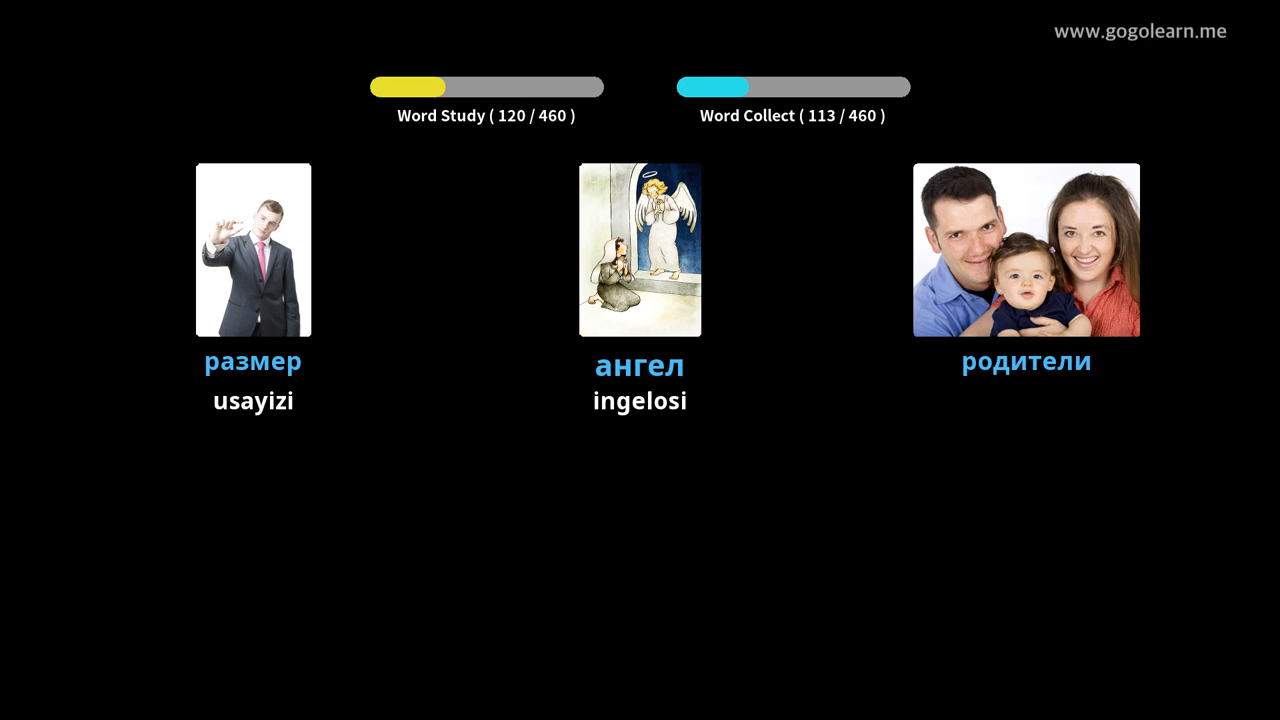 www.gogolearn.me
Word Study ( 120 / 460 )
Word Collect ( 113 / 460 )
размер
ангел
родители
usayizi
ingelosi